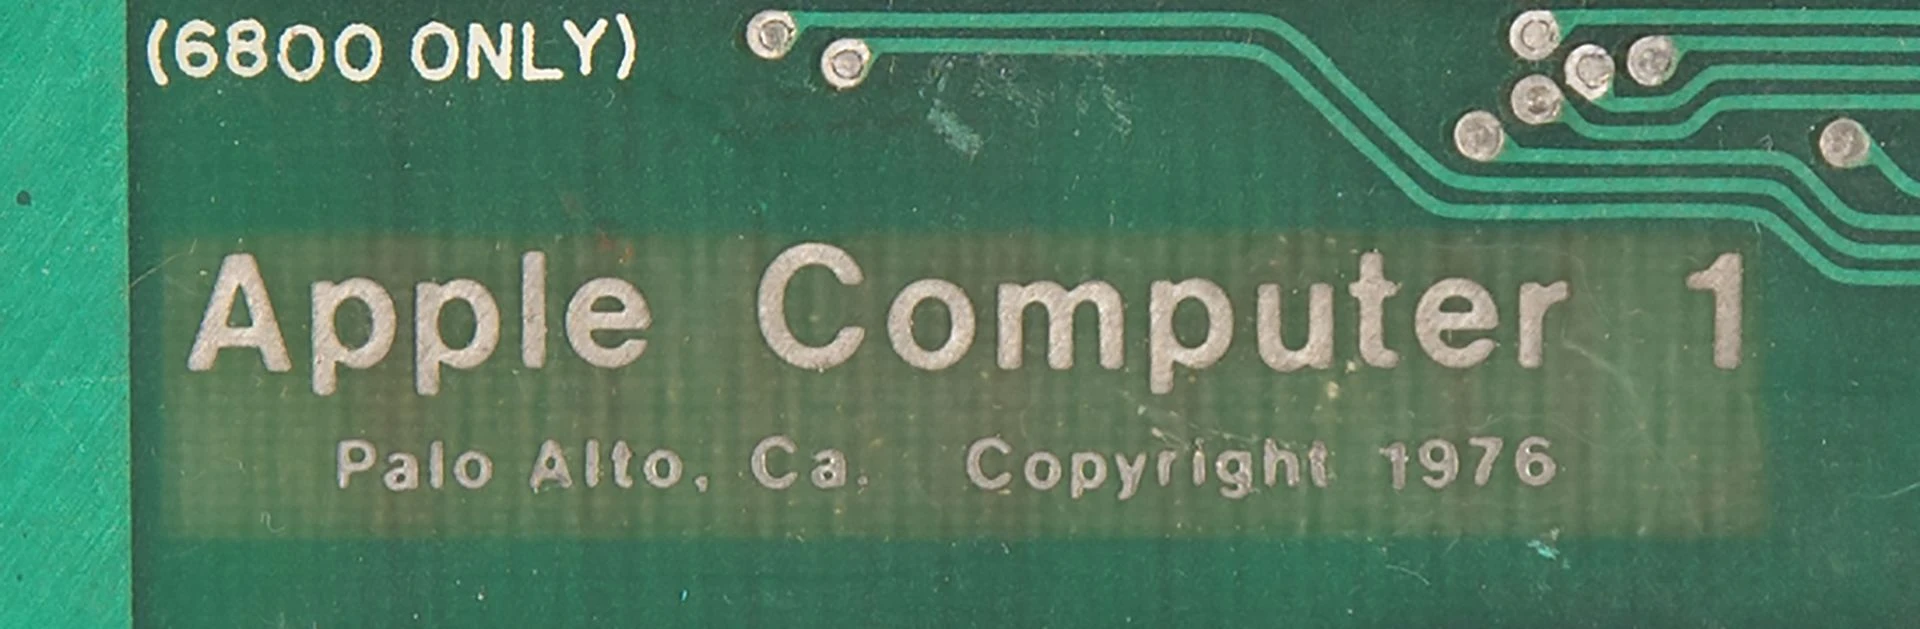 (6800 ONLY)
Apple Computer 1
Palo Alto, Ca. Copyright 1976